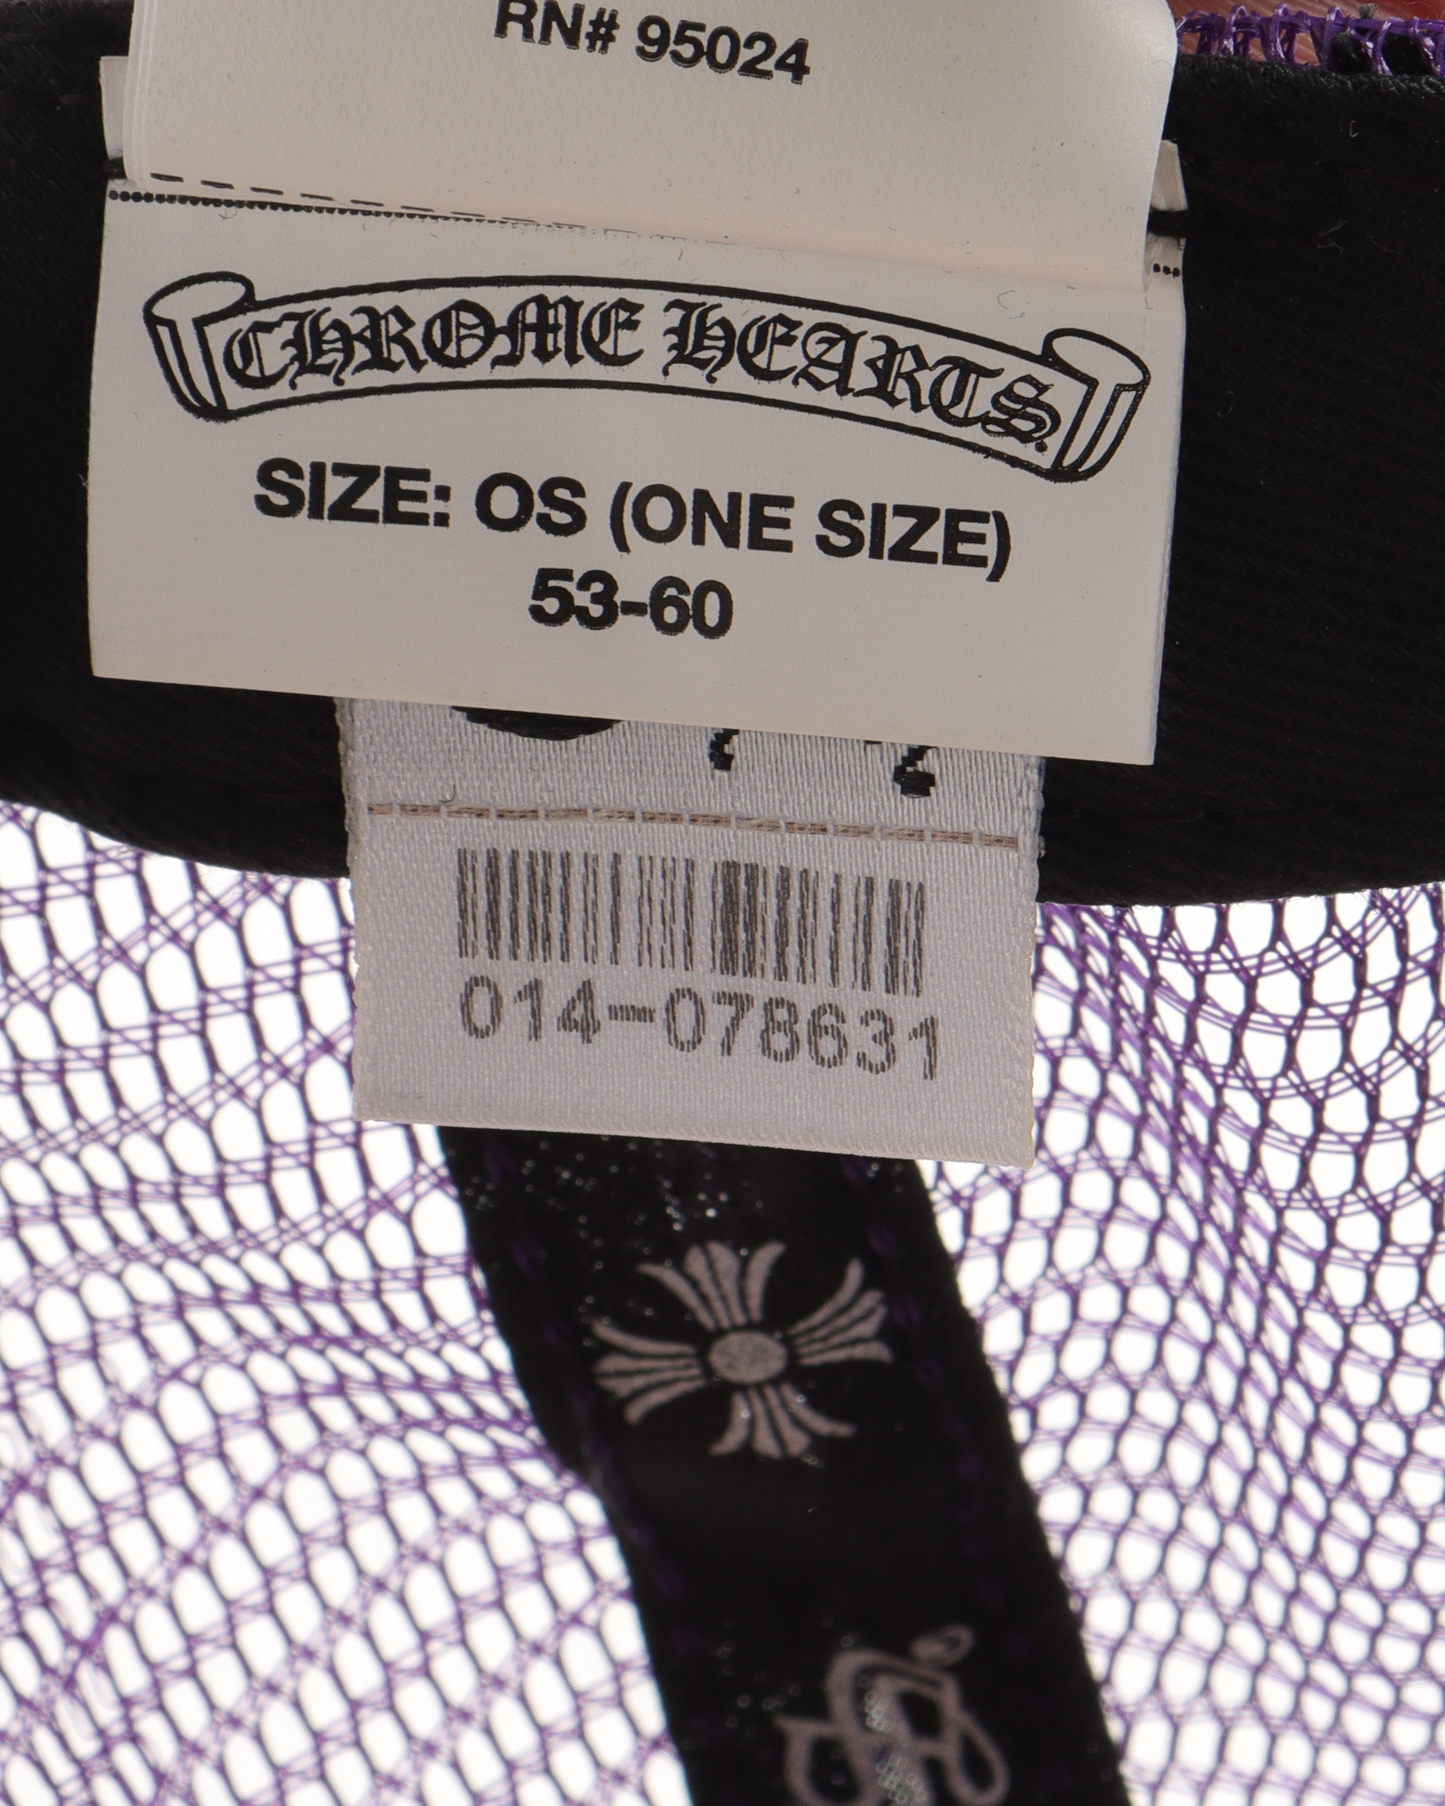 RN# 95024
CHROME HEARTS
SIZE: OS (ONE SIZE)
53-60
014-078631